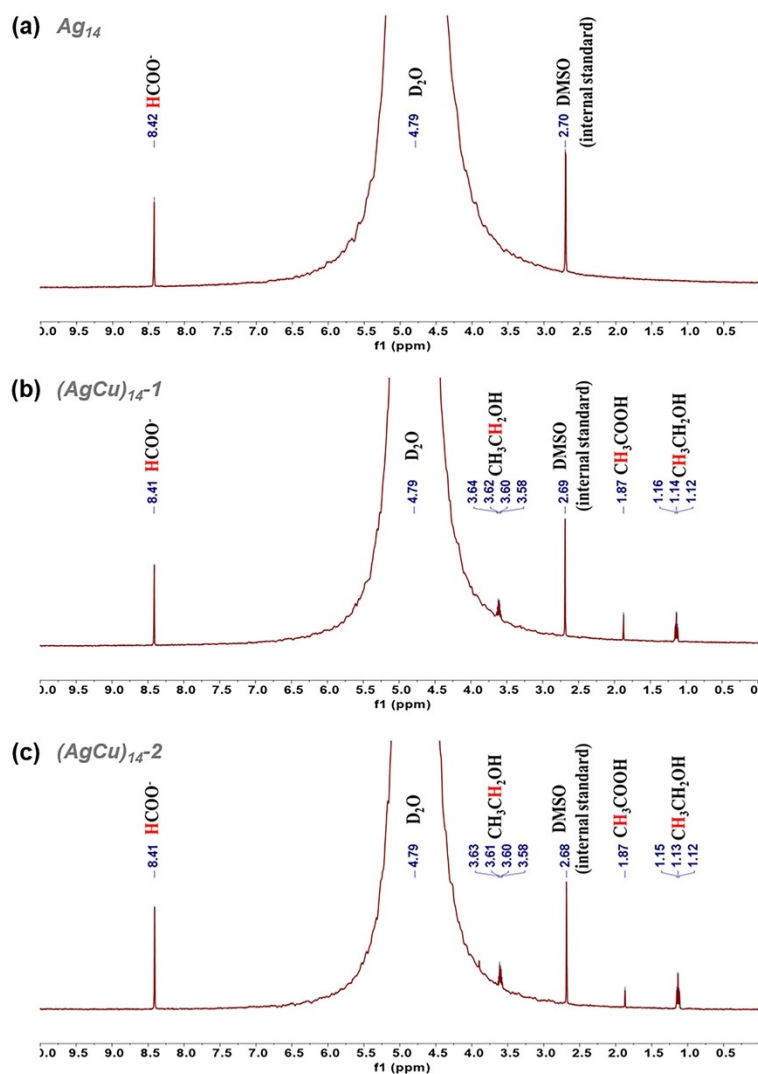 (a) Ag14
8.42 HCOO-
4.79 D2O
2.70 DMSO
(internal standard)
0.0 9.5 9.0 8.5 8.0 7.5 7.0 6.5 6.0 5.5 5.0 4.5 4.0 3.5 3.0 2.5 2.0 1.5 1.0 0.5
f1 (ppm)
(b) (AgCu)14-1
8.41 HCOO-
4.79 D2O
3.64
3.62
3.60
3.58
CH3CH2OH
2.69 DMSO
(internal standard)
1.87 CH3COOH
1.16
1.14
1.12
CH3CH2OH
0.0 9.5 9.0 8.5 8.0 7.5 7.0 6.5 6.0 5.5 5.0 4.5 4.0 3.5 3.0 2.5 2.0 1.5 1.0 0.5 0
f1 (ppm)
(c) (AgCu)14-2
8.41 HCOO-
4.79 D2O
3.63
3.61
3.60
3.58
CH3CH2OH
2.68 DMSO
(internal standard)
1.87 CH3COOH
1.15
1.13
1.12
CH3CH2OH
0.0 9.5 9.0 8.5 8.0 7.5 7.0 6.5 6.0 5.5 5.0 4.5 4.0 3.5 3.0 2.5 2.0 1.5 1.0 0.5
f1 (ppm)